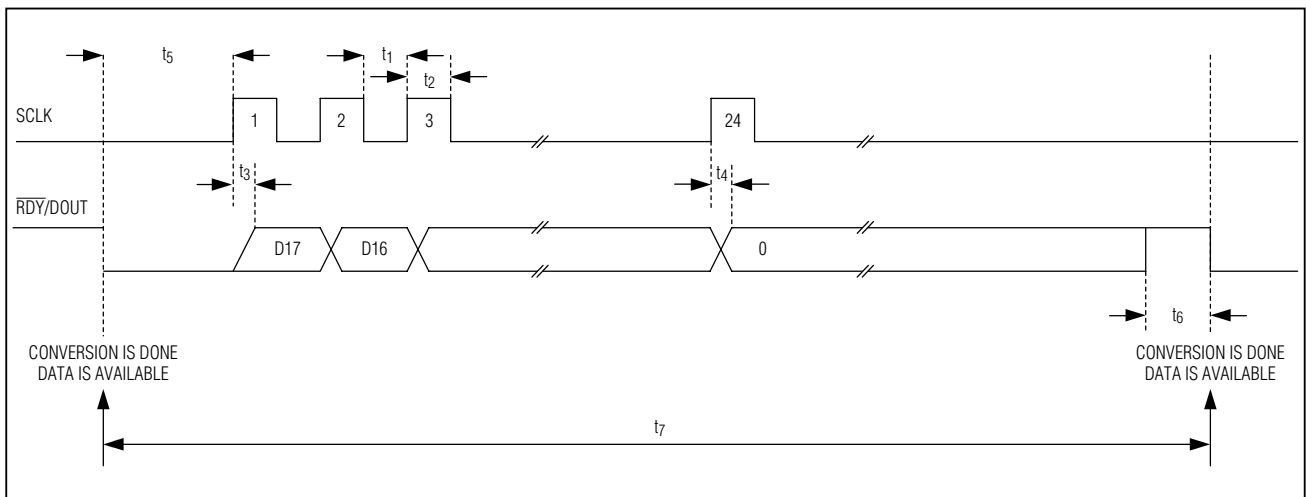 t5
t1
t2
SCLK
1
2
3
24
t3
t4
RDY/DOUT
D17
D16
0
t6
CONVERSION IS DONE
DATA IS AVAILABLE
CONVERSION IS DONE
DATA IS AVAILABLE
t7